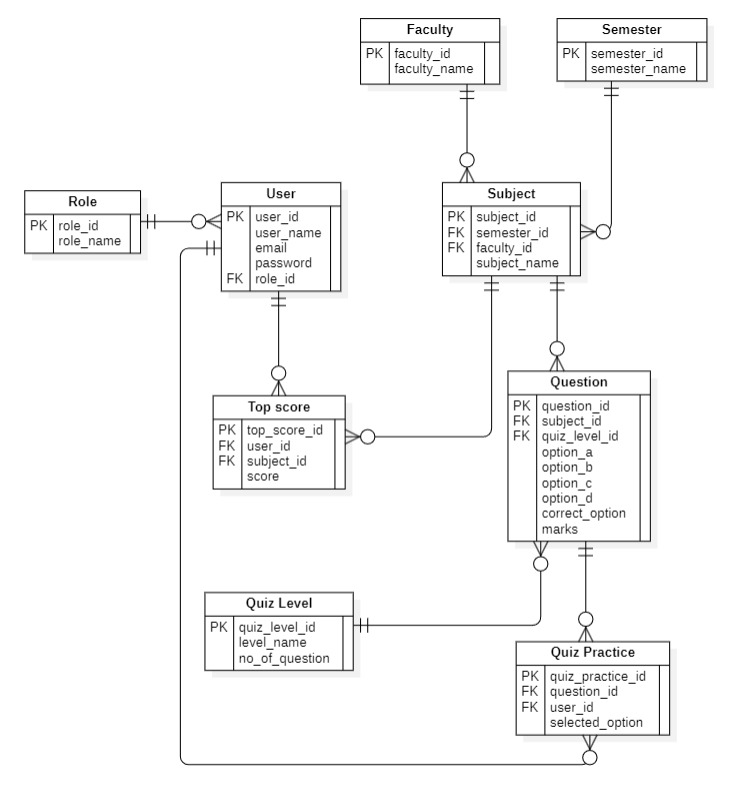 Faculty
PK faculty_id
faculty_name
Semester
PK semester_id
semester_name
Role
PK role_id
role_name
User
PK user_id
user_name
email
password
FK role_id
Subject
PK subject_id
FK semester_id
FK faculty_id
subject_name
Top score
PK top_score_id
FK user_id
FK subject_id
score
Question
PK question_id
FK subject_id
FK quiz_level_id
option_a
option_b
option_c
option_d
correct_option
marks
Quiz Level
PK quiz_level_id
level_name
no_of_question
Quiz Practice
PK quiz_practice_id
FK question_id
FK user_id
selected_option